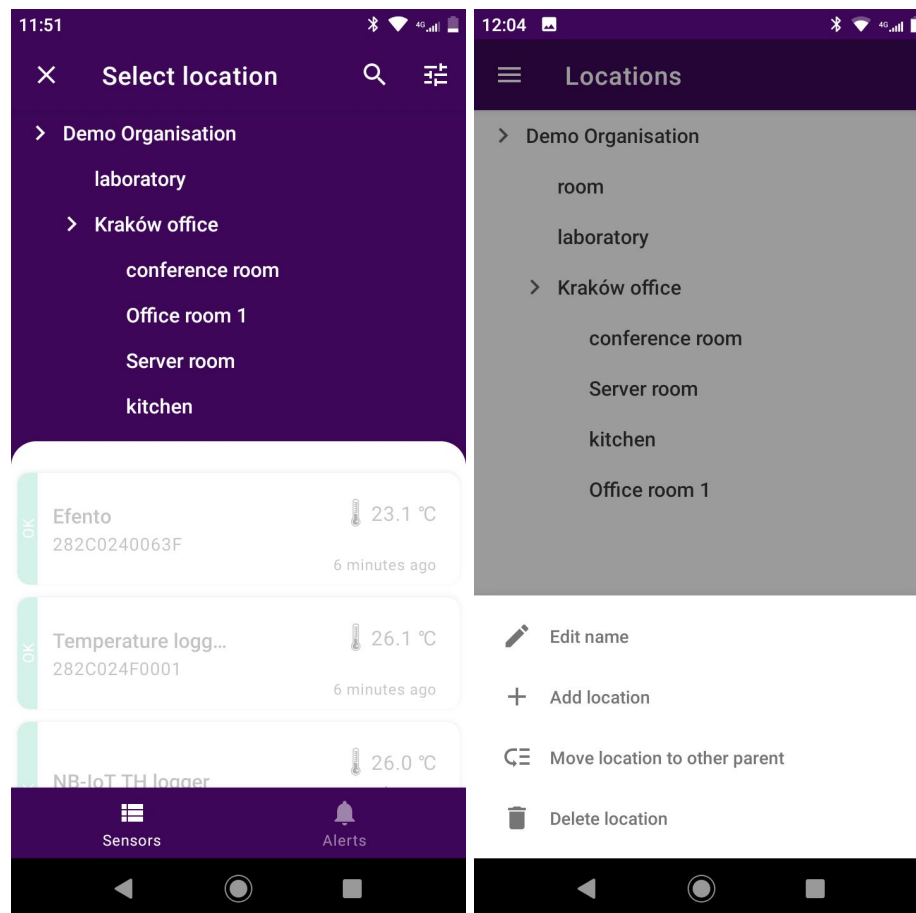 11:51
4G
Select location
Demo Organisation
laboratory
Kraków office
conference room
Office room 1
Server room
kitchen
OK
Efento
282C0240063F
23.1 °C
6 minutes ago
OK
Temperature logg...
282C024F0001
26.1 °C
6 minutes ago
NB-IoT TH logger
26.0 °C
Sensors
Alerts
12:04
4G
Locations
Demo Organisation
room
laboratory
Kraków office
conference room
Server room
kitchen
Office room 1
Edit name
Add location
Move location to other parent
Delete location